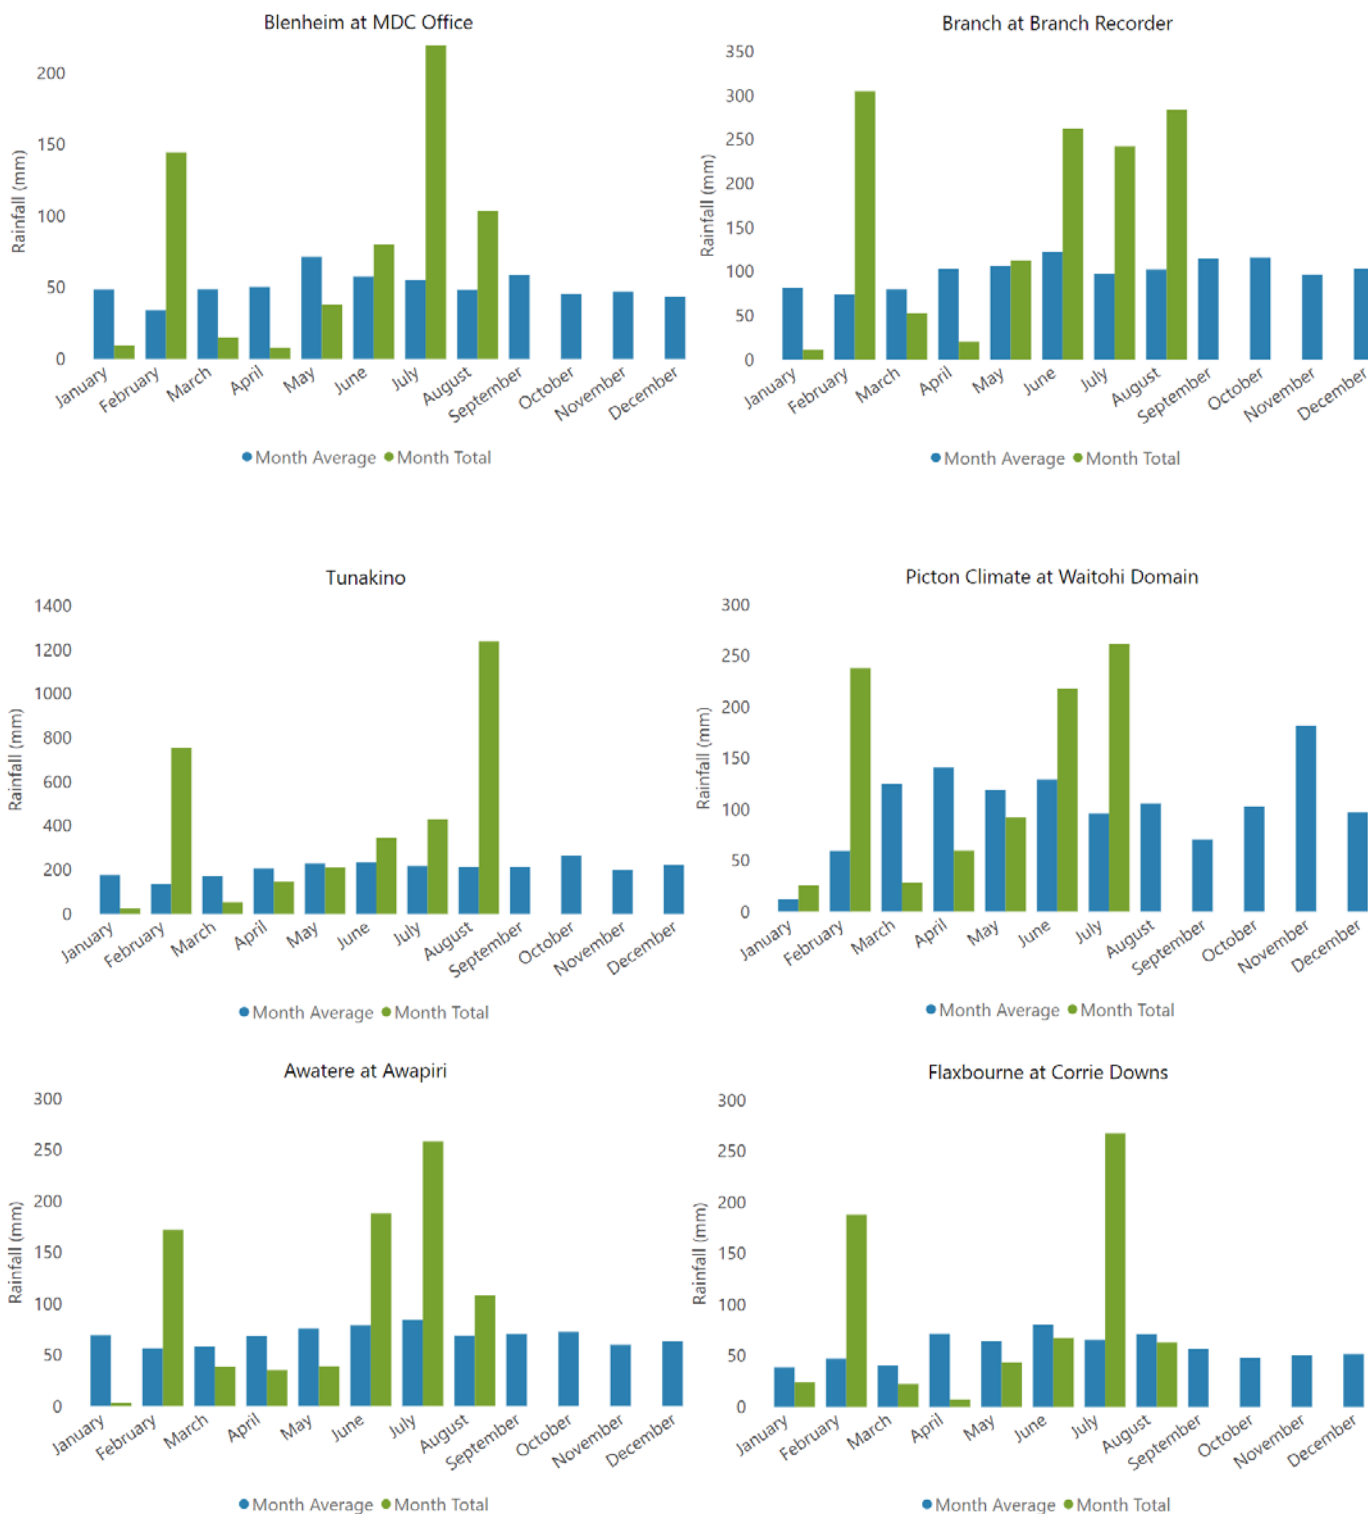 Blenheim at MDC Office
Rainfall (mm)
200
150
100
50
0
January February March April May June July August September October November December
Month Average Month Total
Branch at Branch Recorder
Rainfall (mm)
350
300
250
200
150
100
50
0
January February March April May June July August September October November December
Month Average Month Total
Tunakino
Rainfall (mm)
1400
1200
1000
800
600
400
200
0
January February March April May June July August September October November December
Month Average Month Total
Picton Climate at Waitohi Domain
Rainfall (mm)
300
250
200
150
100
50
0
January February March April May June July August September October November December
Month Average Month Total
Awatere at Awapiri
Rainfall (mm)
300
250
200
150
100
50
0
January February March April May June July August September October November December
Month Average Month Total
Flaxbourne at Corrie Downs
Rainfall (mm)
300
250
200
150
100
50
0
January February March April May June July August September October November December
Month Average Month Total